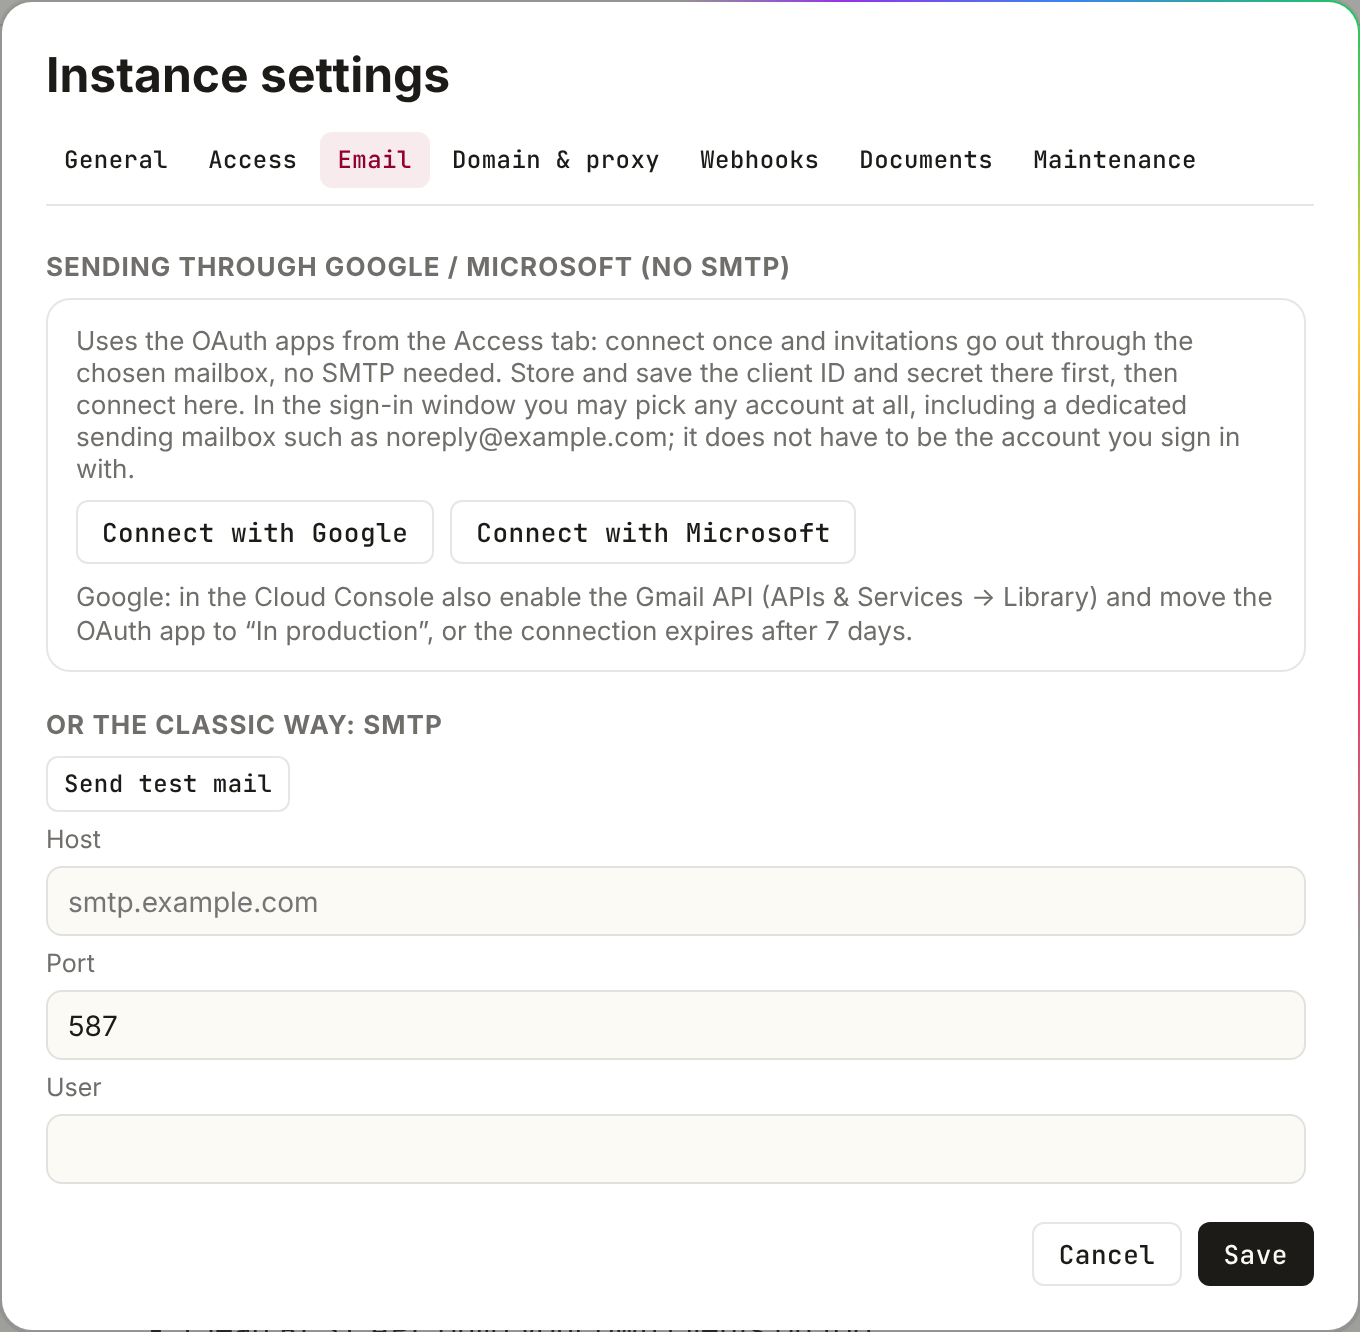 Instance settings
General Access Email Domain & proxy Webhooks Documents Maintenance
SENDING THROUGH GOOGLE / MICROSOFT (NO SMTP)
Uses the OAuth apps from the Access tab: connect once and invitations go out through the
chosen mailbox, no SMTP needed. Store and save the client ID and secret there first, then
connect here. In the sign-in window you may pick any account at all, including a dedicated
sending mailbox such as noreply@example.com; it does not have to be the account you sign in
with.
Connect with Google Connect with Microsoft
Google: in the Cloud Console also enable the Gmail API (APIs & Services → Library) and move the
OAuth app to “In production”, or the connection expires after 7 days.
OR THE CLASSIC WAY: SMTP
Send test mail
Host
smtp.example.com
Port
587
User
Cancel Save